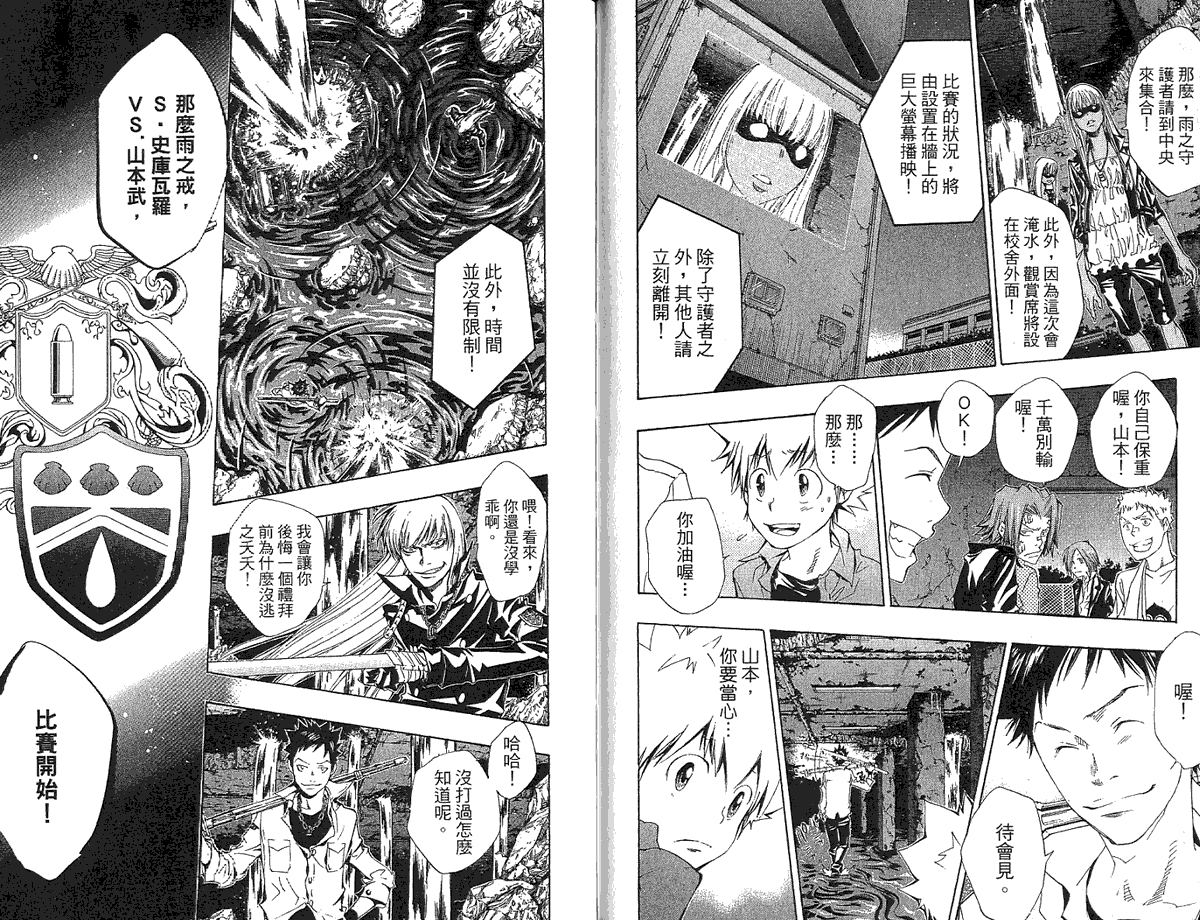 那麼，雨之守
護者請到中央
來集合！
此外，因為這次會
淹水，觀賞席將設
在校舍外面！
比賽的狀況，將
由設置在牆上的
巨大螢幕播映！
除了守護者之
外，其他人請
立刻離開！
你自己保重
喔，山本！
千萬別輸
喔！
OK！
那……
那麼……
你加油喔…
喔！
待會見。
山本，
你要當心…
此外，時間
並沒有限制！
喂！看來，
你還是沒學
乖啊。
我會讓你
後悔一個禮拜
前為什麼沒逃
之夭夭！
哈哈！
沒打過怎麼
知道呢。
那麼雨之戒，
S．史庫瓦羅
VS.山本武，
比賽開始！